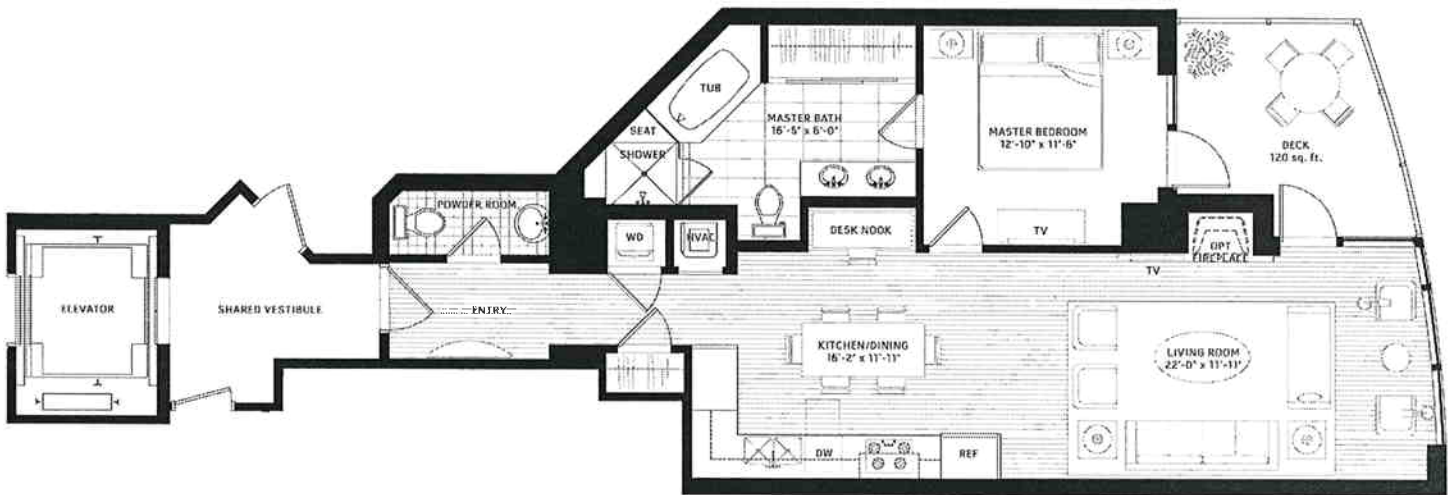 TUB
SEAT
SHOWER
MASTER BATH
16'-5" x 6'-0"
MASTER BEDROOM
12'-10" x 11'-6"
DECK
120 sq. ft.
POWDER ROOM
WD
HVAC
DESK NOOK
TV
OPT
FIREPLACE
TV
ELEVATOR
SHARED VESTIBULE
ENTRY
KITCHEN/DINING
16'-2" x 11'-11"
LIVING ROOM
22'-0" x 11'-11"
DW
REF